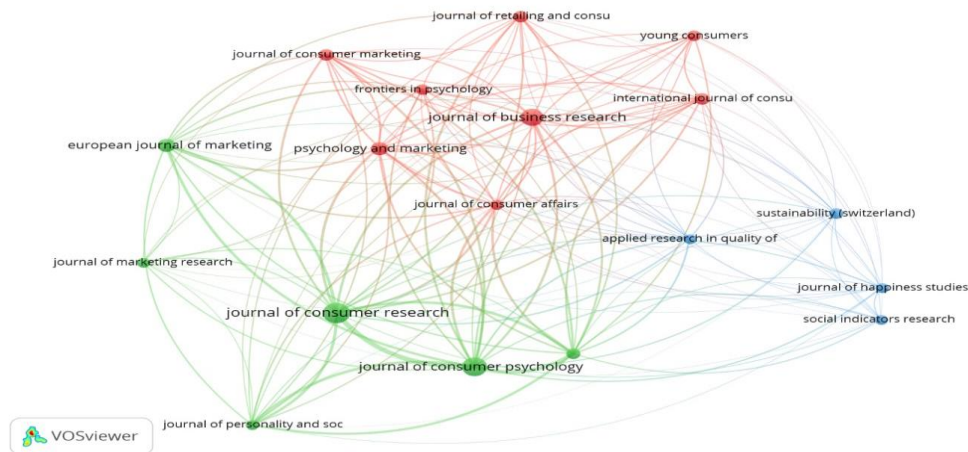 journal of retailing and consu
young consumers
journal of consumer marketing
frontiers in psychology
international journal of consu
journal of business research
european journal of marketing
psychology and marketing
journal of consumer affairs
sustainability (switzerland)
applied research in quality of
journal of marketing research
journal of happiness studies
journal of consumer research
social indicators research
journal of consumer psychology
journal of personality and soc
VOSviewer